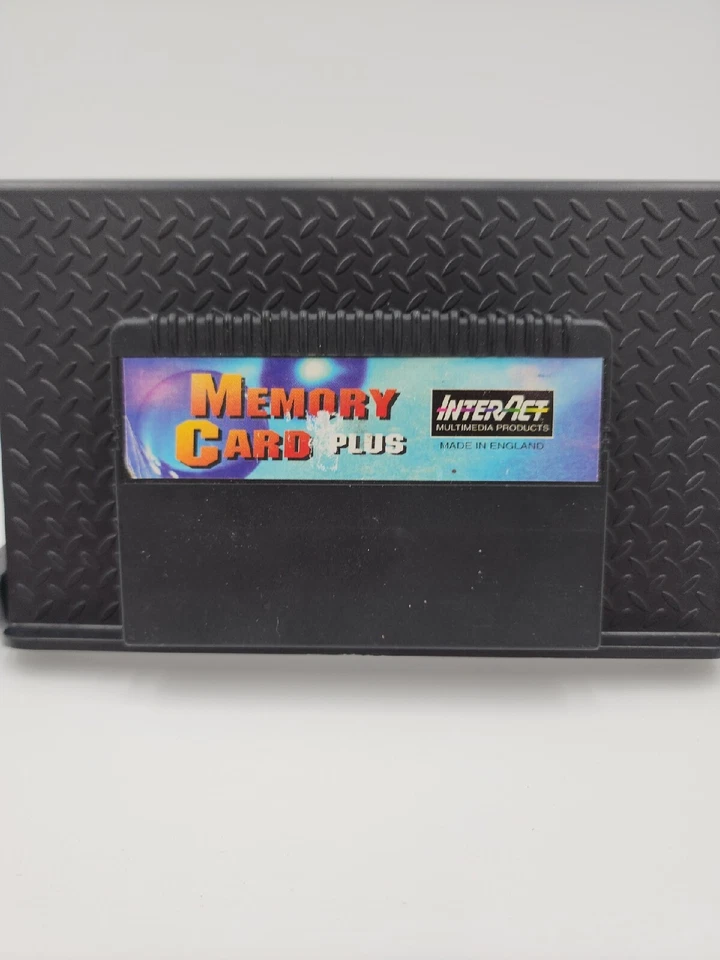 MEMORY
CARD PLUS
INTERACT
MULTIMEDIA PRODUCTS
MADE IN ENGLAND